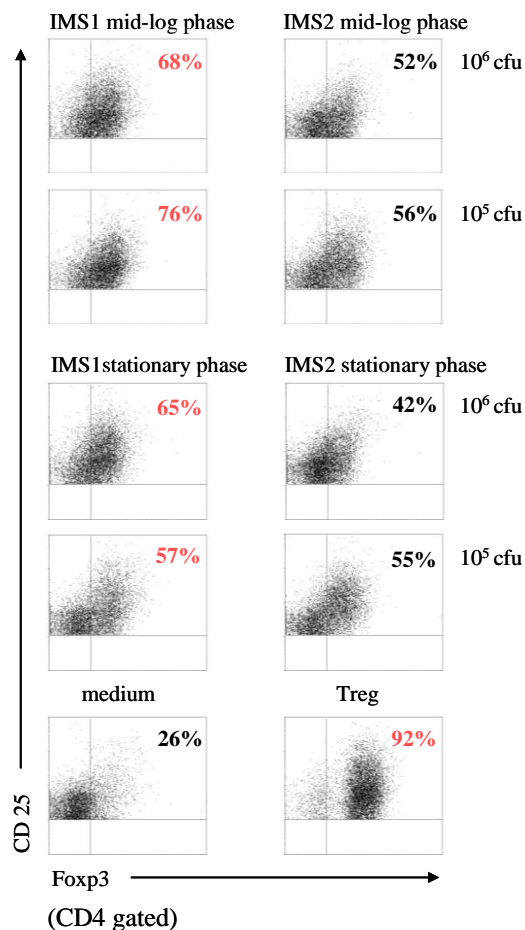 IMS1 mid-log phase IMS2 mid-log phase
68% 52% 10⁶ cfu
76% 56% 10⁵ cfu
IMS1stationary phase IMS2 stationary phase
65% 42% 10⁶ cfu
57% 55% 10⁵ cfu
medium Treg
26% 92%
CD 25
Foxp3
(CD4 gated)